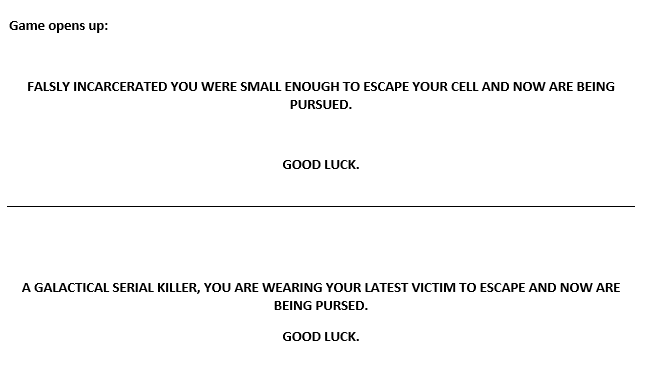 Game opens up:
FALSLY INCARCERATED YOU WERE SMALL ENOUGH TO ESCAPE YOUR CELL AND NOW ARE BEING
PURSUED.
GOOD LUCK.
A GALACTICAL SERIAL KILLER, YOU ARE WEARING YOUR LATEST VICTIM TO ESCAPE AND NOW ARE
BEING PURSED.
GOOD LUCK.